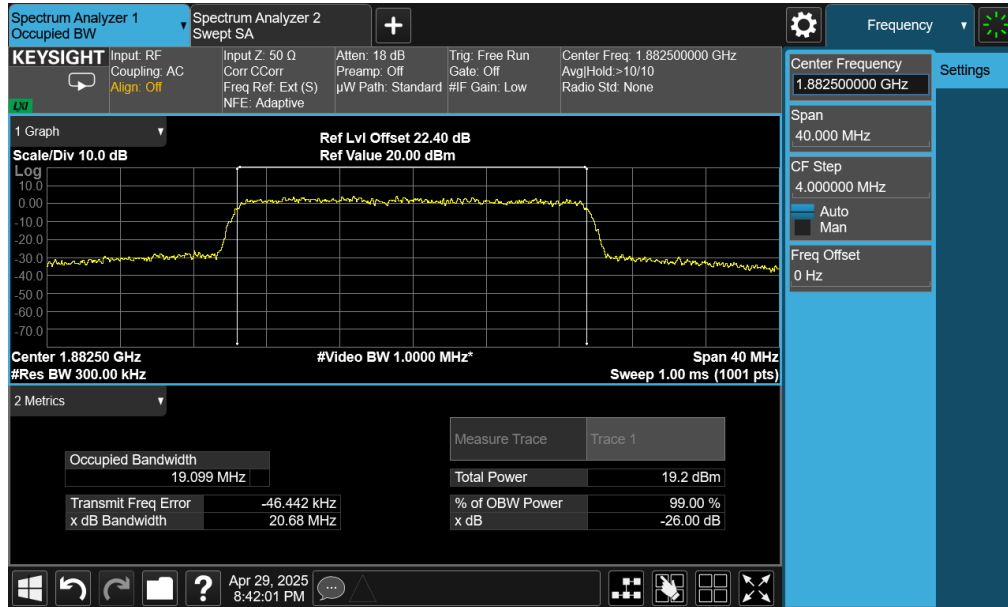 Spectrum Analyzer 1
Occupied BW
Spectrum Analyzer 2
Swept SA
Frequency
KEYSIGHT
Input: RF
Coupling: AC
Align: Off
Input Z: 50 Ω
Corr CCorr
Freq Ref: Ext (S)
NFE: Adaptive
Atten: 18 dB
Preamp: Off
µW Path: Standard
Trig: Free Run
Gate: Off
#IF Gain: Low
Center Freq: 1.882500000 GHz
Avg|Hold:>10/10
Radio Std: None
LXI
Center Frequency
1.882500000 GHz
Settings
Span
40.000 MHz
CF Step
4.000000 MHz
Auto
Man
Freq Offset
0 Hz
1 Graph
Scale/Div 10.0 dB
Ref Lvl Offset 22.40 dB
Ref Value 20.00 dBm
Log
10.0
0.00
-10.0
-20.0
-30.0
-40.0
-50.0
-60.0
-70.0
Center 1.88250 GHz
#Video BW 1.0000 MHz*
Span 40 MHz
#Res BW 300.00 kHz
Sweep 1.00 ms (1001 pts)
2 Metrics
Measure Trace
Trace 1
Occupied Bandwidth
19.099 MHz
Total Power
19.2 dBm
Transmit Freq Error
-46.442 kHz
% of OBW Power
99.00 %
x dB Bandwidth
20.68 MHz
x dB
-26.00 dB
?
Apr 29, 2025
8:42:01 PM